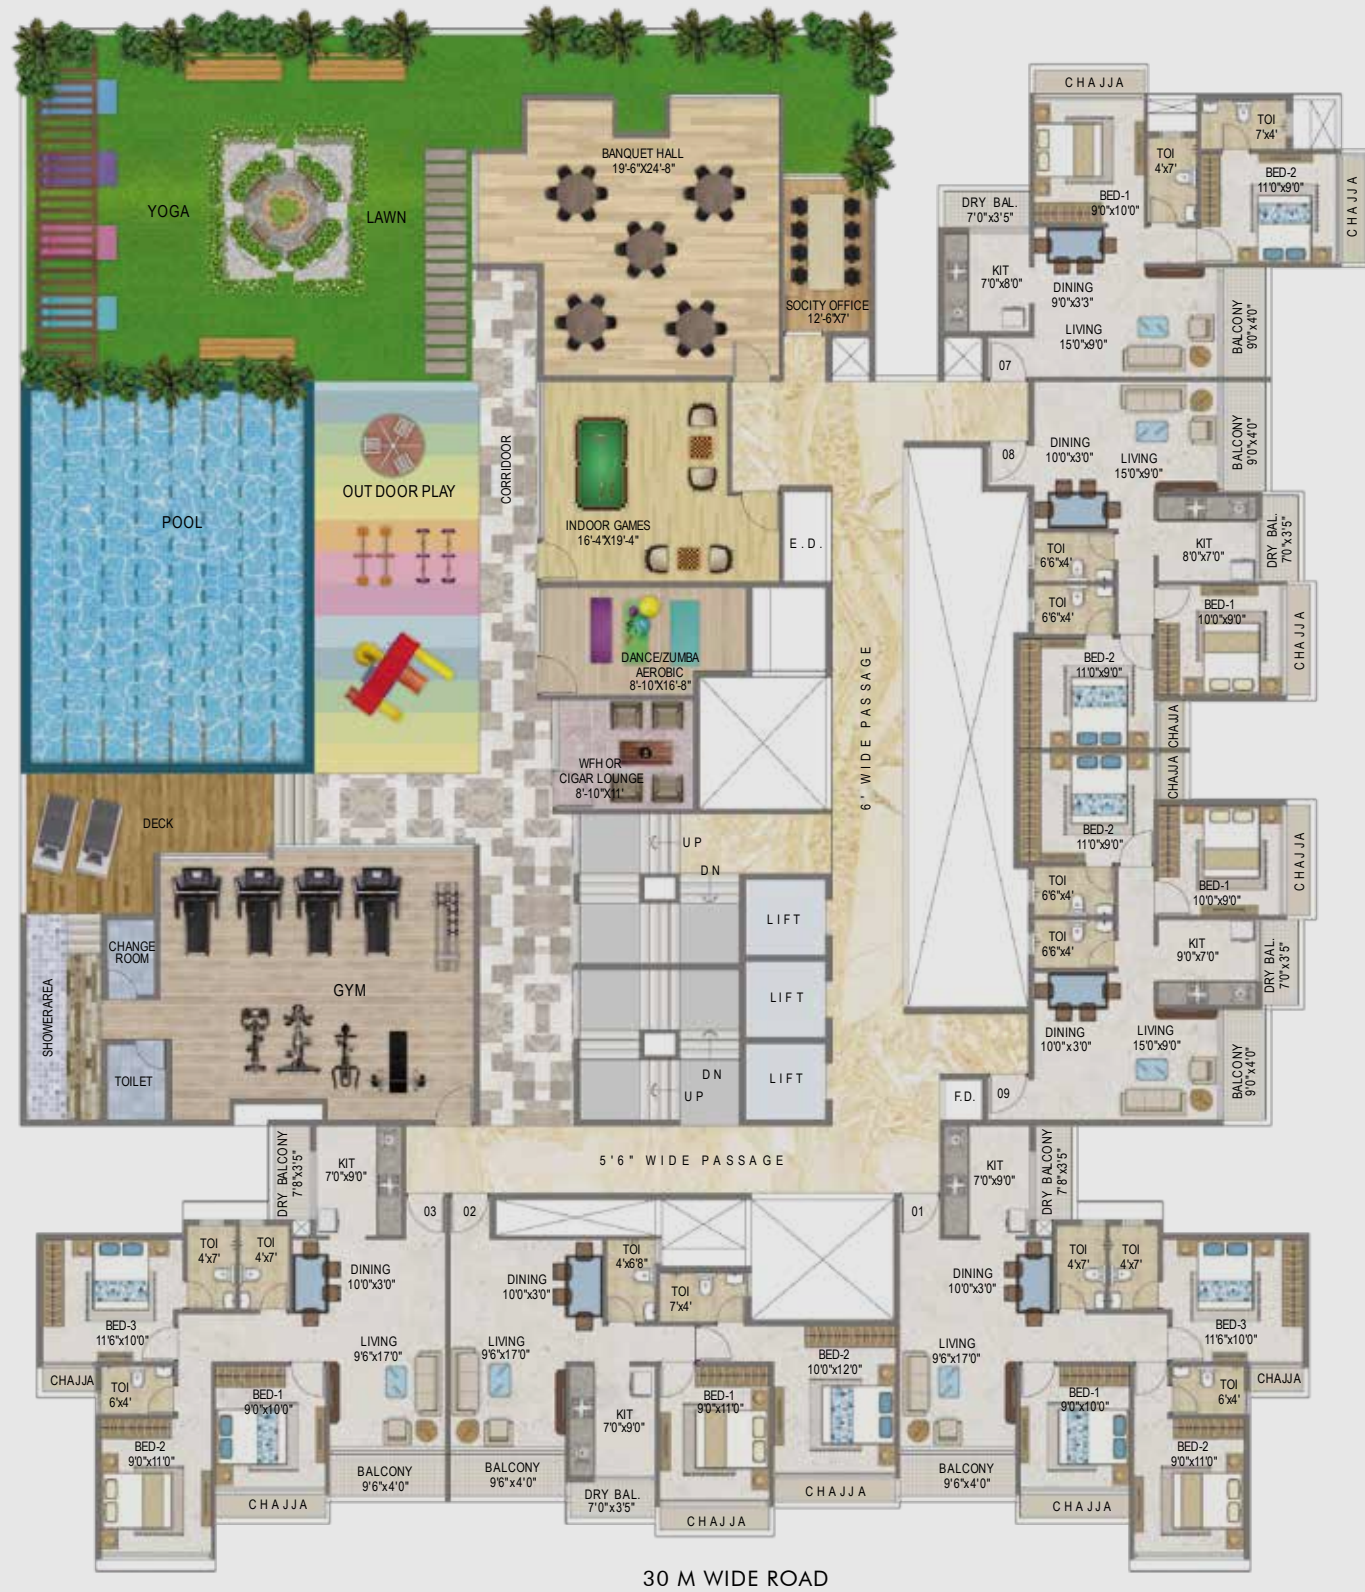 CHAJJA
TOI
7'x4'
TOI
4'x7'
BED-1
9'0"x10'0"
BED-2
11'0"x9'0"
CHAJJA
DRY BAL.
7'0"x3'5"
KIT
7'0"x8'0"
DINING
9'0"x3'3"
LIVING
15'0"x9'0"
BALCONY
9'0"x4'0"
07
BANQUET HALL
19'-6"X24'-8"
YOGA
LAWN
SOCITY OFFICE
12'-6"X7'
POOL
OUT DOOR PLAY
CORRIDOOR
INDOOR GAMES
16'-4"X19'-4"
E.D.
DANCE/ZUMBA
AEROBIC
8'-10"X16'-8"
WFH OR
CIGAR LOUNGE
8'-10"X11'
6' WIDE PASSAGE
08
DINING
10'0"x3'0"
LIVING
15'0"x9'0"
BALCONY
9'0"x4'0"
KIT
8'0"x7'0"
DRY BAL.
7'0"x3'5"
TOI
6'6"x4'
TOI
6'6"x4'
BED-1
10'0"x9'0"
CHAJJA
BED-2
11'0"x9'0"
CHAJJA
CHAJJA
BED-2
11'0"x9'0"
BED-1
10'0"x9'0"
CHAJJA
TOI
6'6"x4'
TOI
6'6"x4'
KIT
9'0"x7'0"
DRY BAL.
7'0"x3'5"
DINING
10'0"x3'0"
LIVING
15'0"x9'0"
BALCONY
9'0"x4'0"
09
F.D.
DECK
CHANGE
ROOM
GYM
SHOWERAREA
TOILET
UP
DN
LIFT
LIFT
LIFT
DN
UP
5'6" WIDE PASSAGE
DRY BALCONY
7'8"x3'5"
KIT
7'0"x9'0"
03
02
TOI
4'x7'
TOI
4'x7'
DINING
10'0"x3'0"
BED-3
11'6"x10'0"
LIVING
9'6"x17'0"
CHAJJA
TOI
6'x4'
BED-1
9'0"x10'0"
BED-2
9'0"x11'0"
CHAJJA
BALCONY
9'6"x4'0"
DINING
10'0"x3'0"
TOI
4'x6'8"
TOI
7'x4'
LIVING
9'6"x17'0"
BED-2
10'0"x12'0"
BED-1
9'0"x11'0"
KIT
7'0"x9'0"
BALCONY
9'6"x4'0"
DRY BAL.
7'0"x3'5"
CHAJJA
CHAJJA
01
KIT
7'0"x9'0"
DRY BALCONY
7'8"x3'5"
DINING
10'0"x3'0"
TOI
4'x7'
TOI
4'x7'
BED-3
11'6"x10'0"
LIVING
9'6"x17'0"
TOI
6'x4'
CHAJJA
BED-1
9'0"x10'0"
BED-2
9'0"x11'0"
BALCONY
9'6"x4'0"
CHAJJA
30 M WIDE ROAD